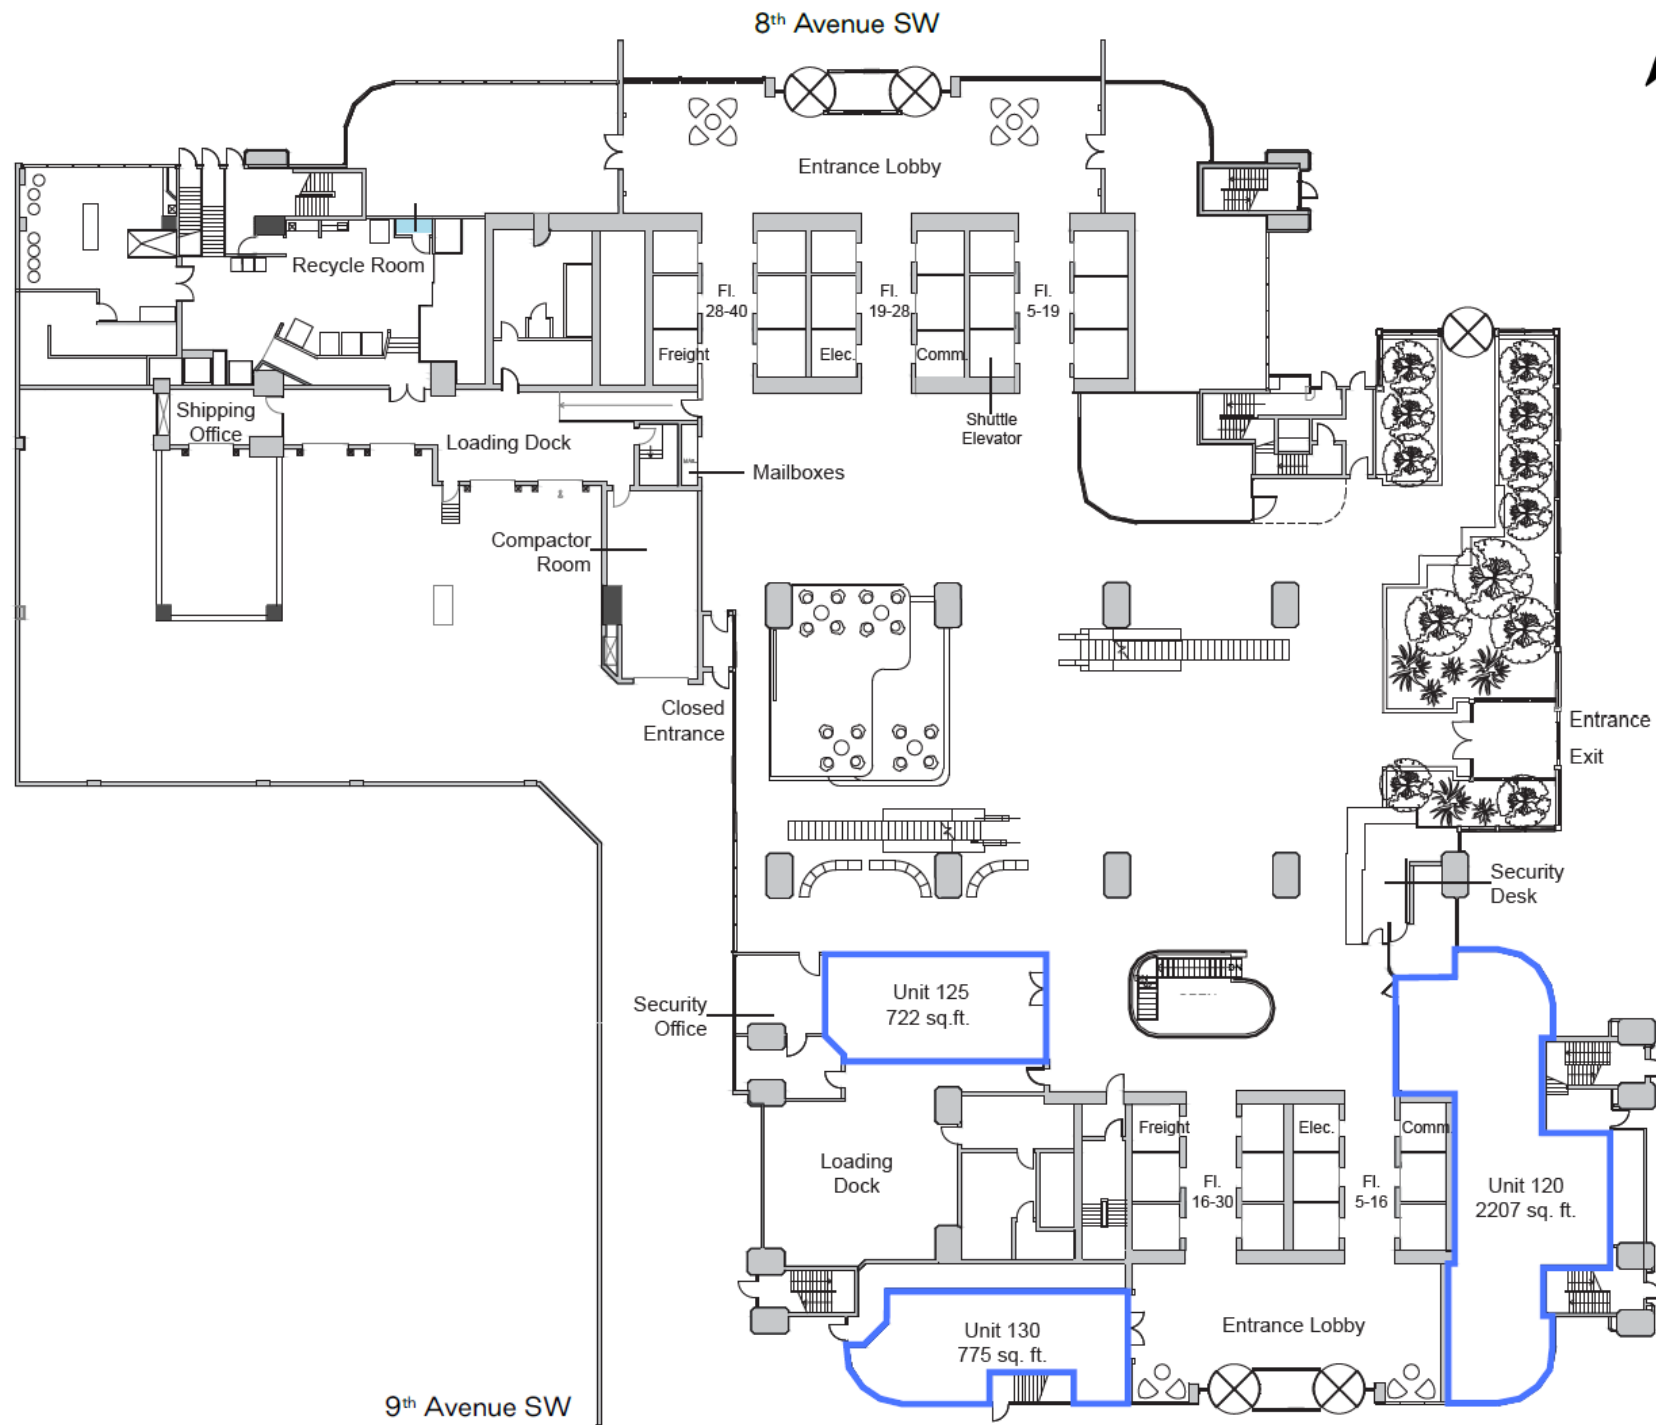 8th Avenue SW
Entrance Lobby
Recycle Room
Fl.
28-40
Fl.
19-28
Fl.
5-19
Freight
Elec.
Comm.
Shuttle
Elevator
Shipping
Office
Loading Dock
Mailboxes
Compactor
Room
Closed
Entrance
Entrance
Exit
Security
Desk
Security
Office
Unit 125
722 sq.ft.
Freight
Elec.
Comm.
Loading
Dock
Fl.
16-30
Fl.
5-16
Unit 120
2207 sq. ft.
Unit 130
775 sq. ft.
Entrance Lobby
9th Avenue SW